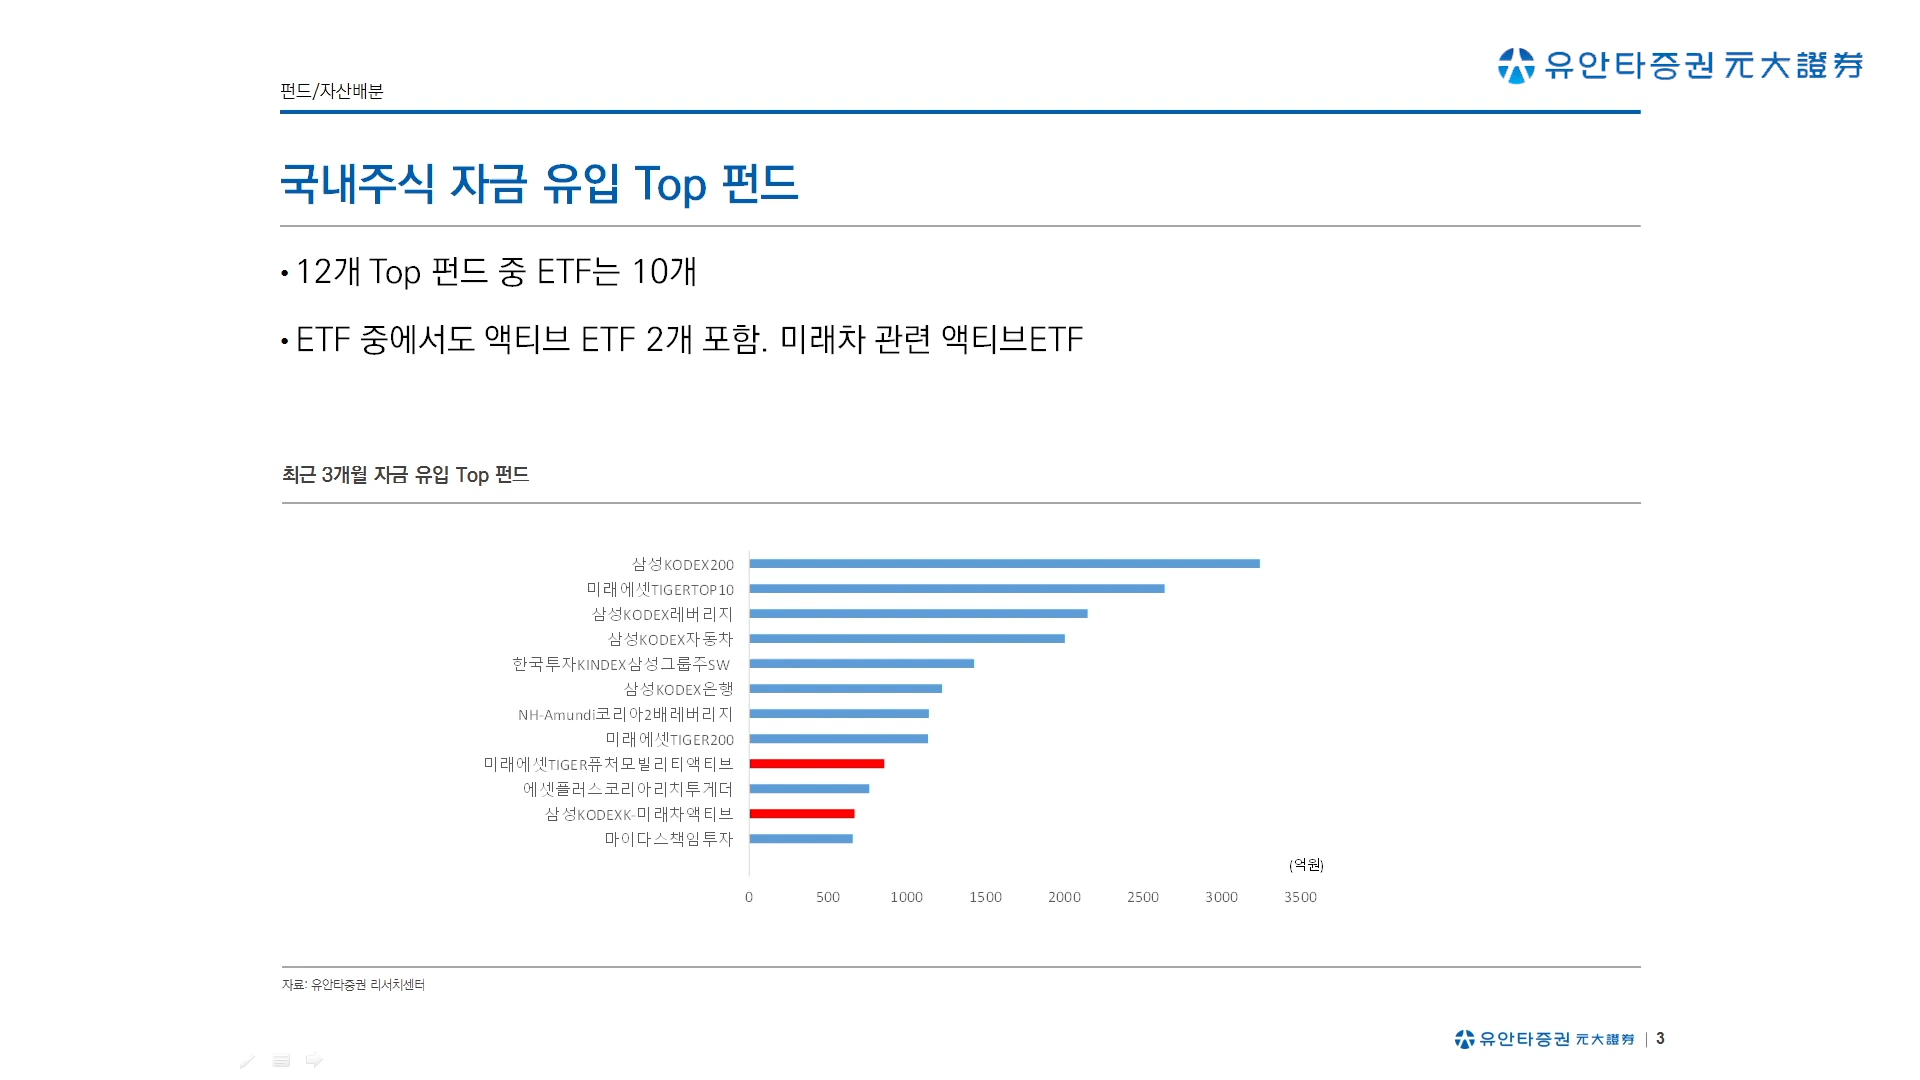 유안타증권 元大證券
펀드/자산배분
국내주식 자금 유입 Top 펀드
• 12개 Top 펀드 중 ETF는 10개
• ETF 중에서도 액티브 ETF 2개 포함. 미래차 관련 액티브ETF
최근 3개월 자금 유입 Top 펀드
삼성KODEX200
미래에셋TIGERTOP10
삼성KODEX레버리지
삼성KODEX자동차
한국투자KINDEX삼성그룹주SW
삼성KODEX은행
NH-Amundi코리아2배레버리지
미래에셋TIGER200
미래에셋TIGER퓨처모빌리티액티브
에셋플러스코리아리치투게더
삼성KODEXK-미래차액티브
마이다스책임투자
(억원)
0 500 1000 1500 2000 2500 3000 3500
자료: 유안타증권 리서치센터
유안타증권 元大證券 | 3